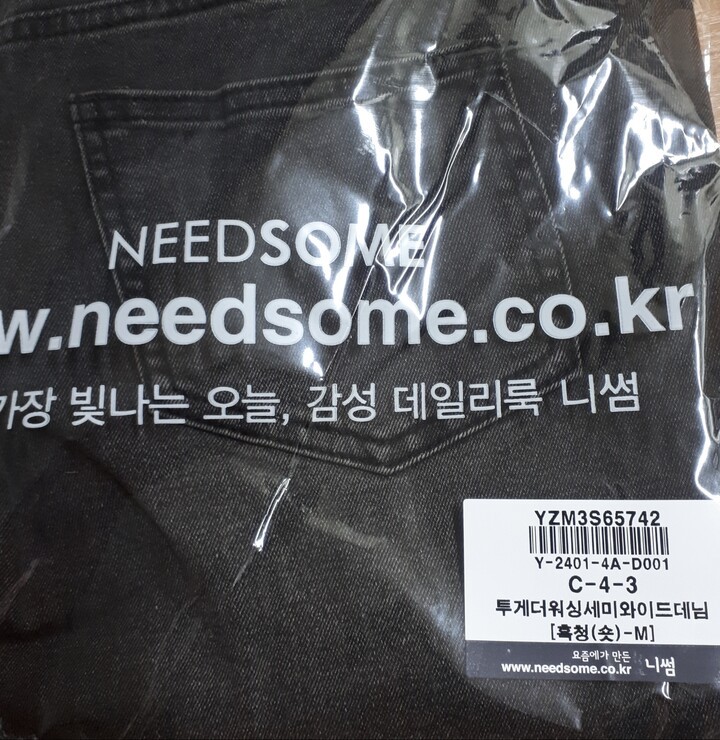 NEEDSOME
w.needsome.co.kr
가장 빛나는 오늘, 감성 데일리룩 니썸
YZM3S65742
Y-2401-4A-D001
C-4-3
투게더워싱세미와이드데님
[흑청(숏)-M]
요즘에가 만든
www.needsome.co.kr 니썸